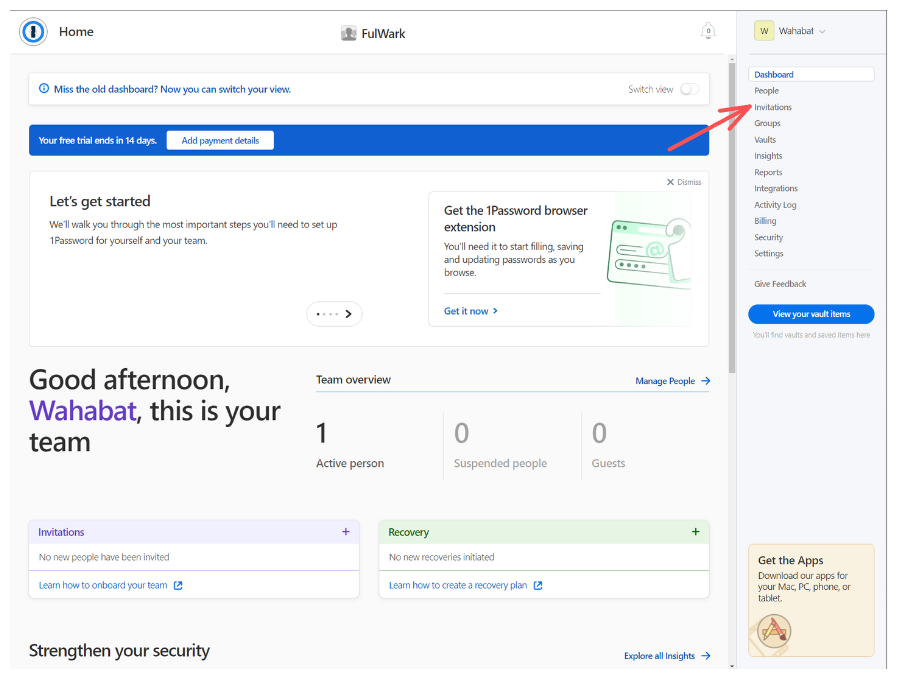 Home
FulWark
0
W
Wahabat
Miss the old dashboard? Now you can switch your view.
Switch view
Your free trial ends in 14 days.
Add payment details
Dismiss
Let's get started
We'll walk you through the most important steps you'll need to set up
1Password for yourself and your team.
Get the 1Password browser
extension
You'll need it to start filling, saving
and updating passwords as you
browse.
Get it now
Good afternoon,
Wahabat, this is your
team
Team overview
Manage People
1
Active person
0
Suspended people
0
Guests
Invitations
+
No new people have been invited
Learn how to onboard your team
Recovery
+
No new recoveries initiated
Learn how to create a recovery plan
Strengthen your security
Explore all Insights
Dashboard
People
Invitations
Groups
Vaults
Insights
Reports
Integrations
Activity Log
Billing
Security
Settings
Give Feedback
View your vault items
You'll find vaults and saved items here
Get the Apps
Download our apps for
your Mac, PC, phone, or
tablet.